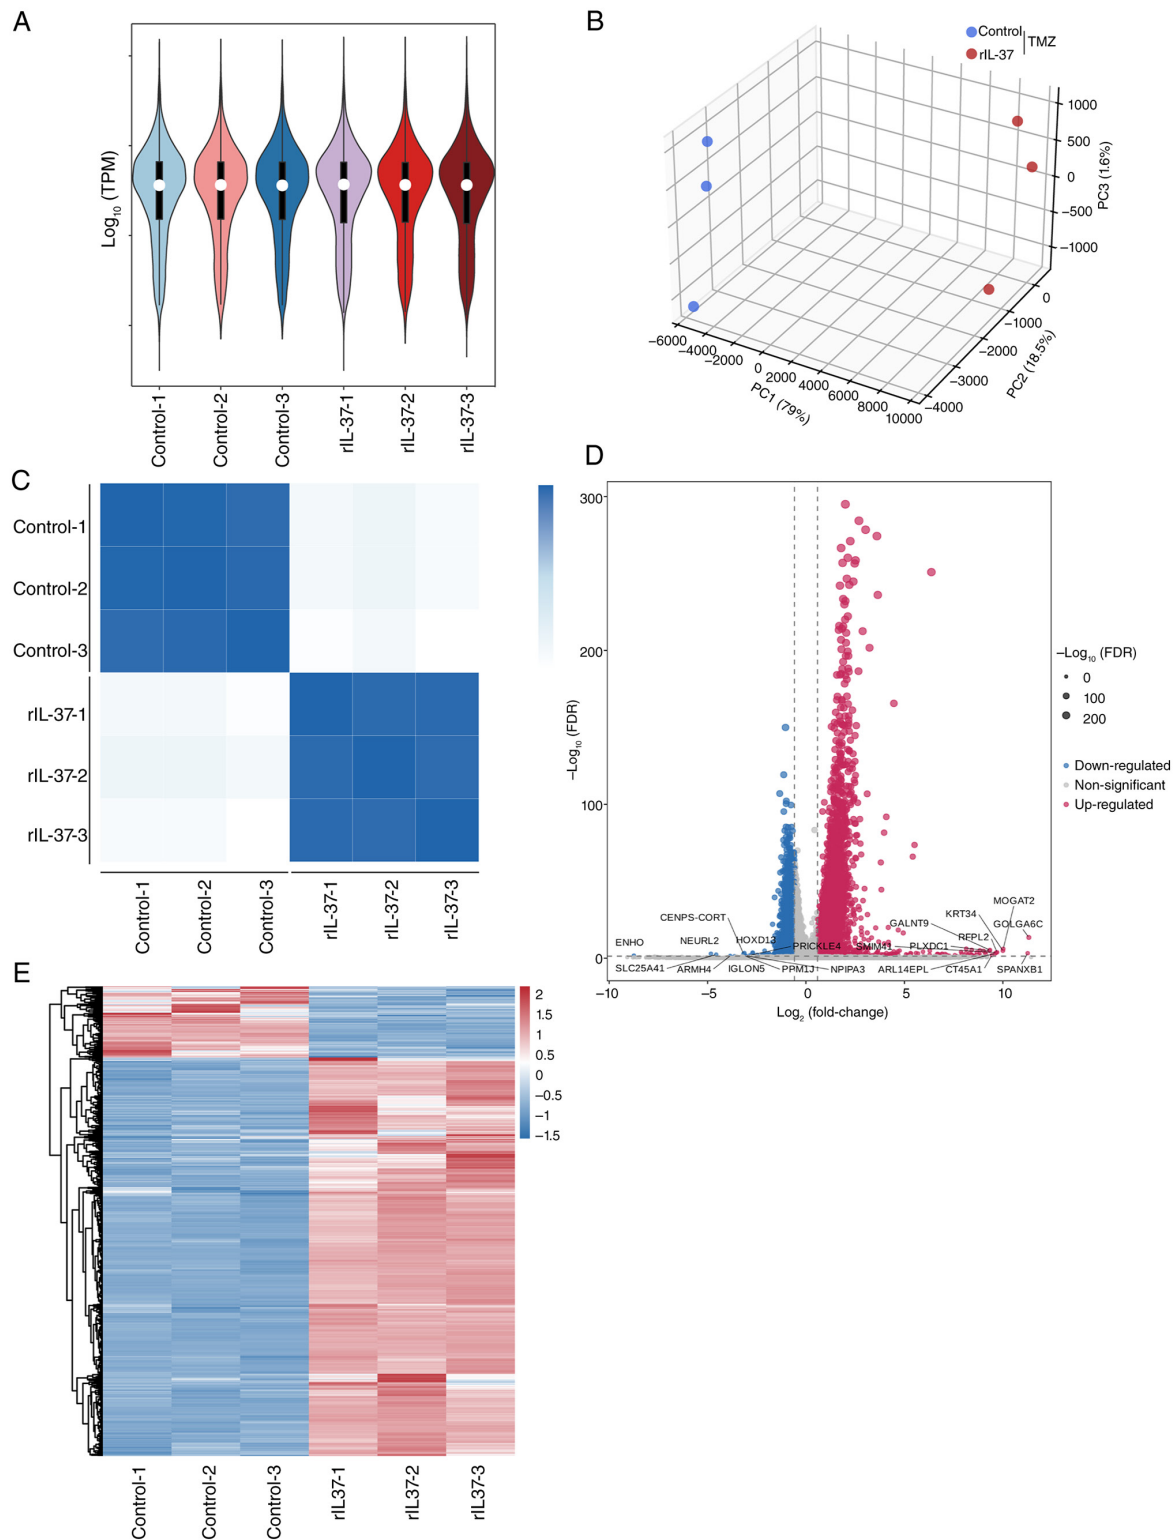 A
Log10 (TPM)
Control-1
Control-2
Control-3
rIL-37-1
rIL-37-2
rIL-37-3
B
Control
rIL-37
TMZ
1000
500
0
−500
−1000
PC3 (1.6%)
0
−1000
−2000
−3000
−4000
PC2 (18.5%)
−6000
−4000
−2000
0
2000
4000
6000
8000
10000
PC1 (79%)
C
Control-1
Control-2
Control-3
rIL-37-1
rIL-37-2
rIL-37-3
Control-1
Control-2
Control-3
rIL-37-1
rIL-37-2
rIL-37-3
D
300
200
100
0
−Log10 (FDR)
MOGAT2
KRT34
CENPS-CORT
GALNT9
GOLGA6C
RFPL2
ENHO
NEURL2
HOXD13
PRICKLE4
SMIM41
PLXDC1
SLC25A41
ARMH4
IGLON5
PPM1J
NPIPA3
ARL14EPL
CT45A1
SPANXB1
−10
−5
0
5
10
Log2 (fold-change)
−Log10 (FDR)
0
100
200
Down-regulated
Non-significant
Up-regulated
E
2
1.5
1
0.5
0
−0.5
−1
−1.5
Control-1
Control-2
Control-3
rIL37-1
rIL37-2
rIL37-3